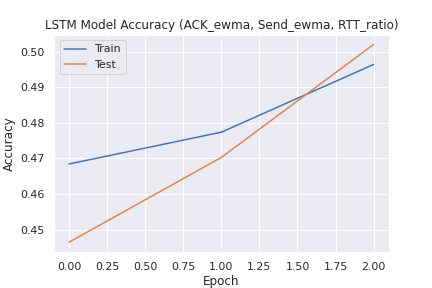 LSTM Model Accuracy (ACK_ewma, Send_ewma, RTT_ratio)
Train
Test
0.50
0.49
0.48
0.47
0.46
0.45
Accuracy
0.00 0.25 0.50 0.75 1.00 1.25 1.50 1.75 2.00
Epoch